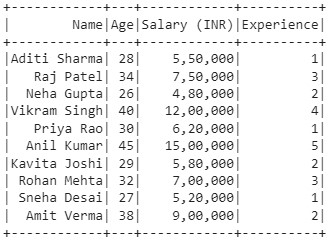 +------------+---+------------+----------+
|        Name|Age|Salary (INR)|Experience|
+------------+---+------------+----------+
|Aditi Sharma| 28|    5,50,000|         1|
|   Raj Patel| 34|    7,50,000|         3|
|  Neha Gupta| 26|    4,80,000|         2|
|Vikram Singh| 40|   12,00,000|         4|
|   Priya Rao| 30|    6,20,000|         1|
|  Anil Kumar| 45|   15,00,000|         5|
|Kavita Joshi| 29|    5,80,000|         2|
| Rohan Mehta| 32|    7,00,000|         3|
|Sneha Desai| 27|    5,20,000|         1|
|  Amit Verma| 38|    9,00,000|         2|
+------------+---+------------+----------+